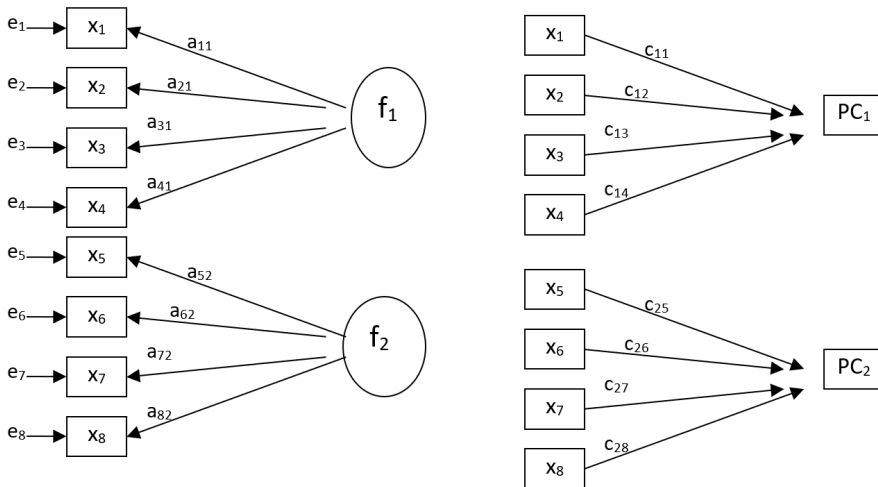 e₁ x₁
a₁₁
e₂ x₂
a₂₁
f₁
e₃ x₃
a₃₁
e₄ x₄
a₄₁
e₅ x₅
a₅₂
e₆ x₆
a₆₂
f₂
e₇ x₇
a₇₂
e₈ x₈
a₈₂
x₁
c₁₁
x₂
c₁₂
PC₁
x₃
c₁₃
x₄
c₁₄
x₅
c₂₅
x₆
c₂₆
PC₂
x₇
c₂₇
x₈
c₂₈